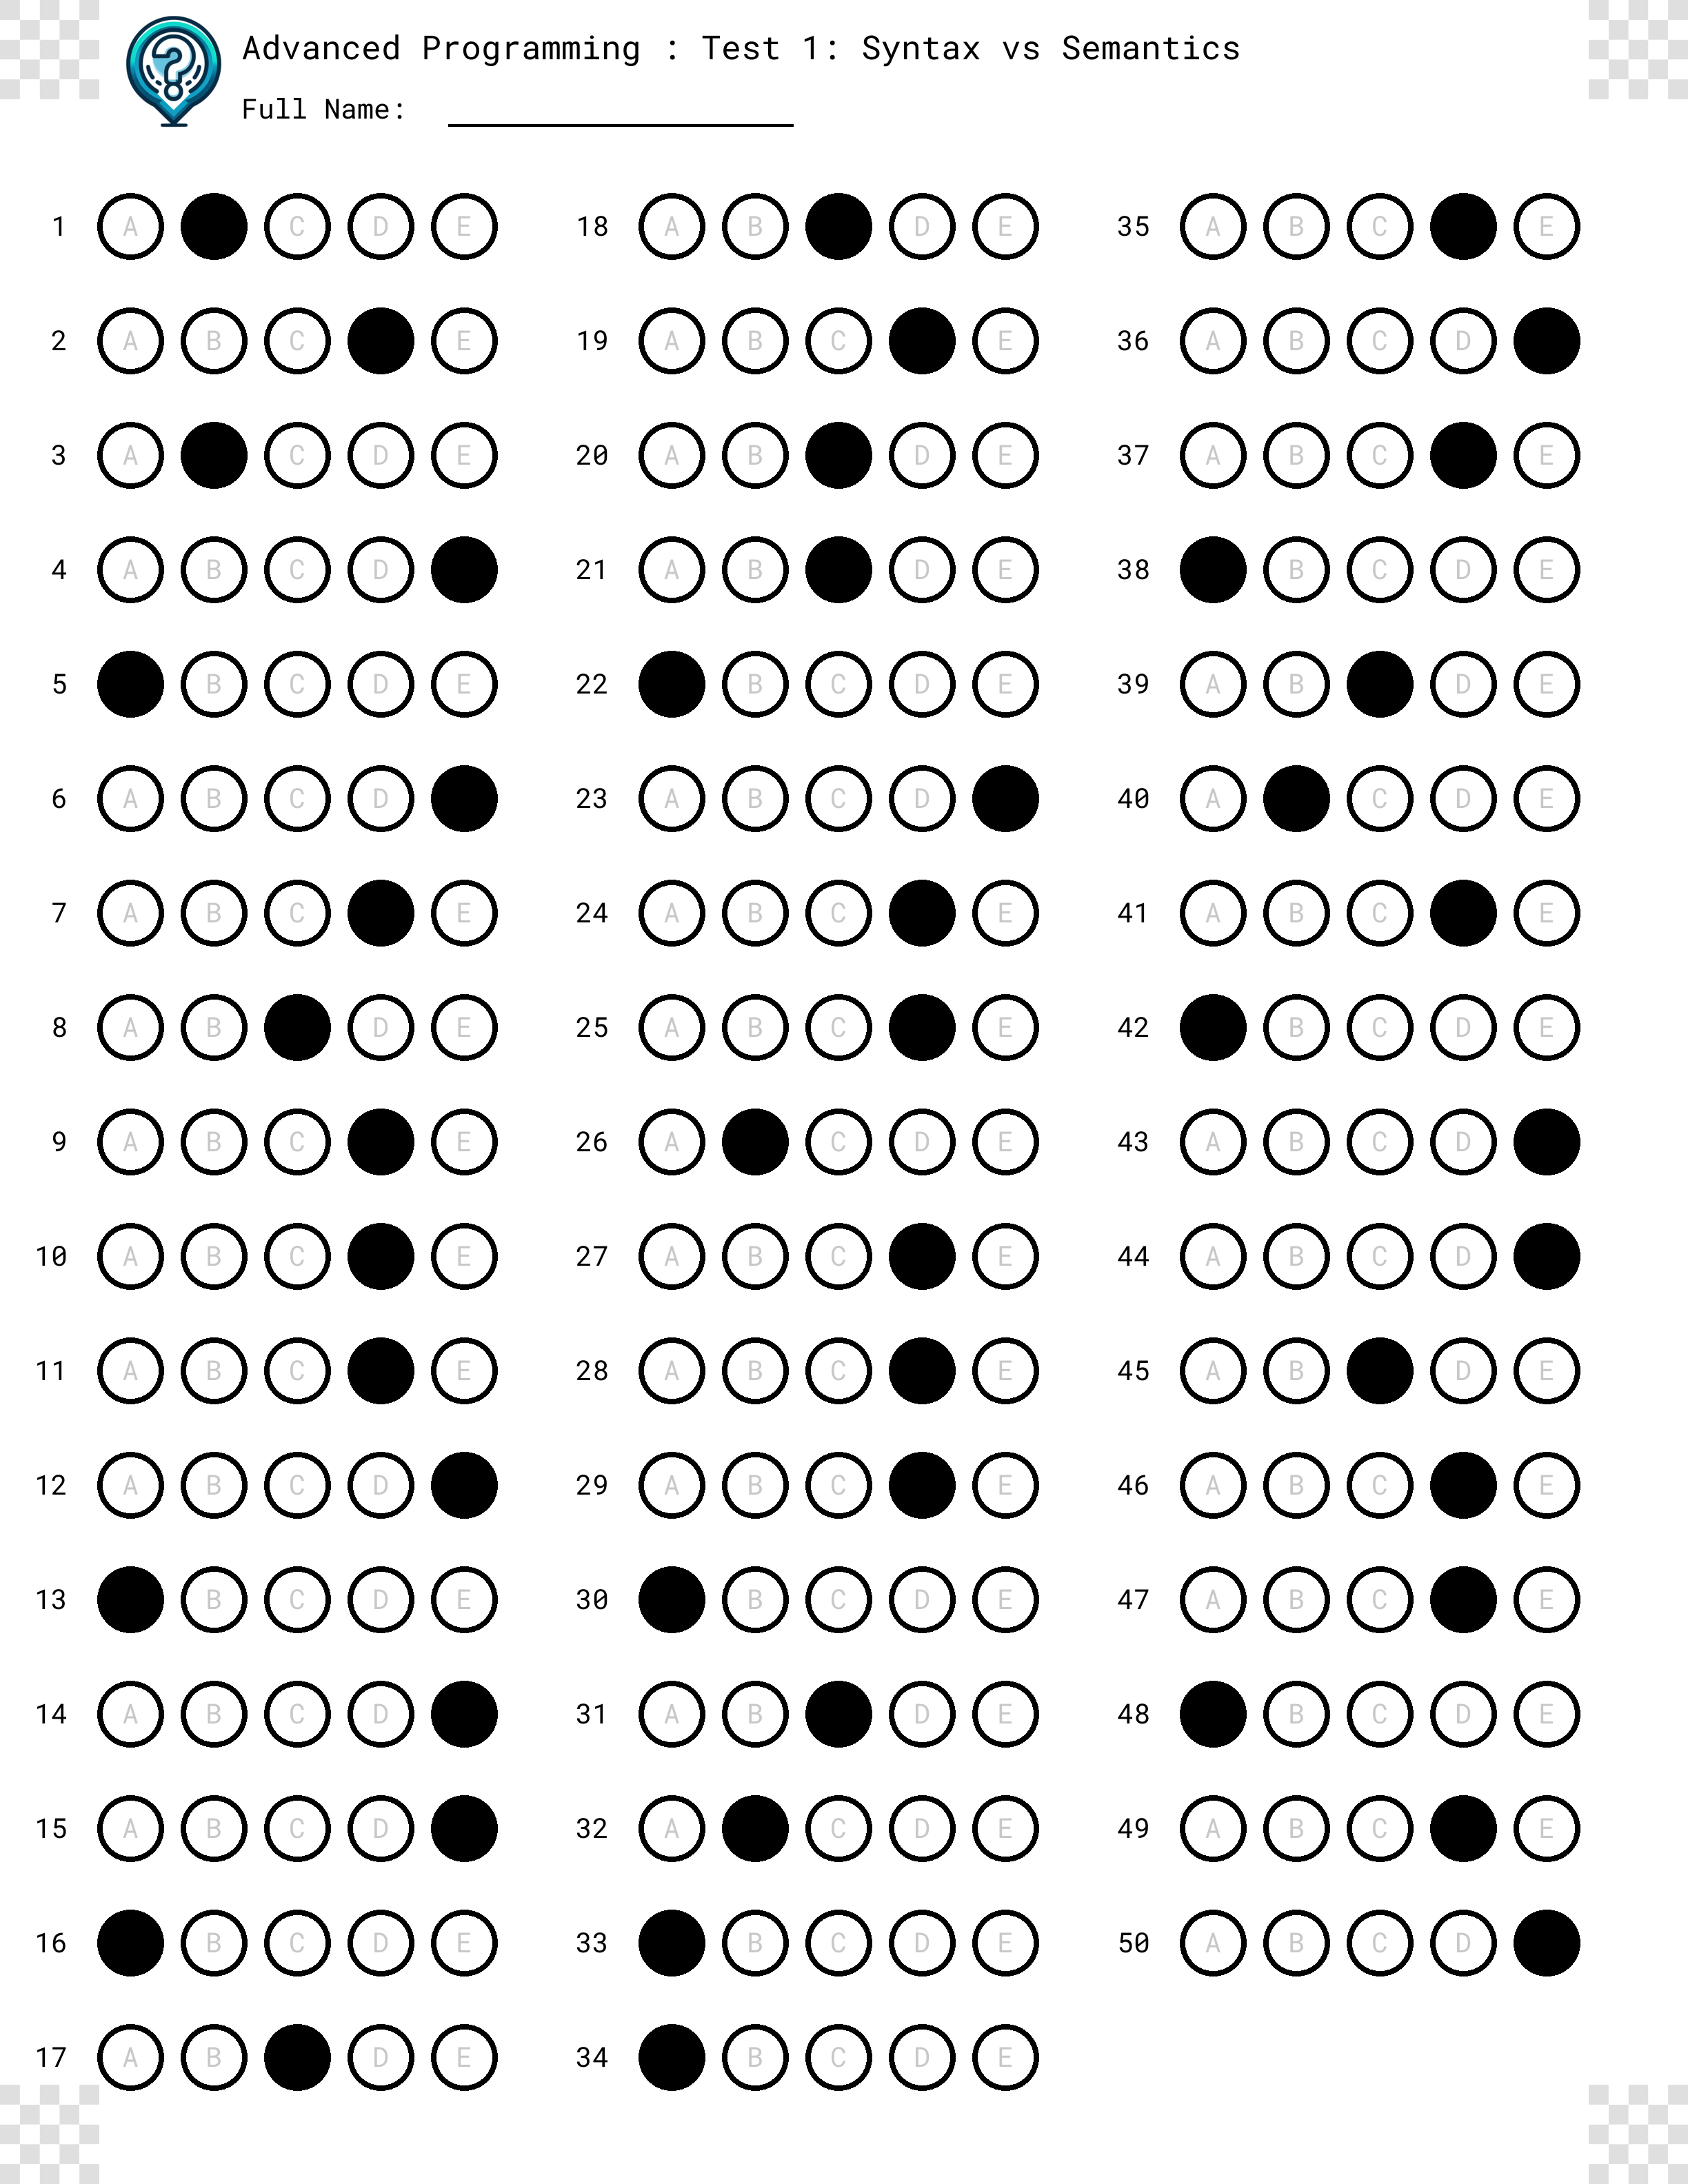 Advanced Programming : Test 1: Syntax vs Semantics
Full Name:
1 A C D E
2 A B C E
3 A C D E
4 A B C D
5 B C D E
6 A B C D
7 A B C E
8 A B D E
9 A B C E
10 A B C E
11 A B C E
12 A B C D
13 B C D E
14 A B C D
15 A B C D
16 B C D E
17 A B D E
18 A B D E
19 A B C E
20 A B D E
21 A B D E
22 B C D E
23 A B C D
24 A B C E
25 A B C E
26 A C D E
27 A B C E
28 A B C E
29 A B C E
30 B C D E
31 A B D E
32 A C D E
33 B C D E
34 B C D E
35 A B C E
36 A B C D
37 A B C E
38 B C D E
39 A B D E
40 A C D E
41 A B C E
42 B C D E
43 A B C D
44 A B C D
45 A B D E
46 A B C E
47 A B C E
48 B C D E
49 A B C E
50 A B C D